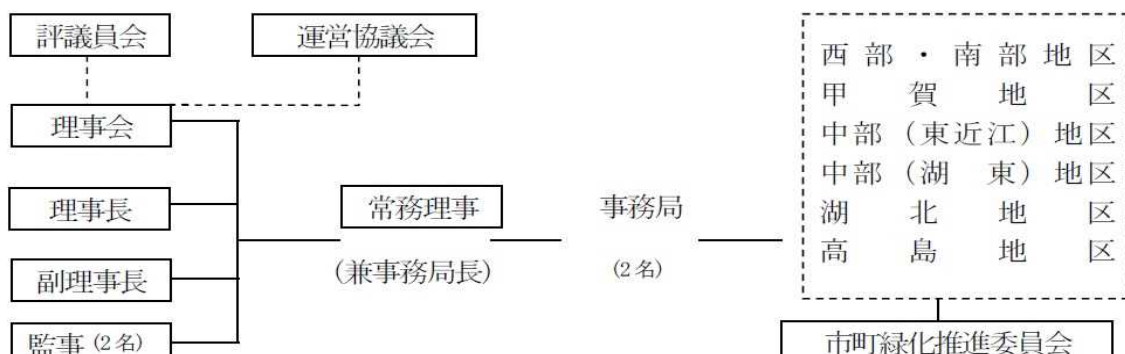 評議員会
運営協議会
理事会
理事長
副理事長
監事（2名）
常務理事
（兼事務局長）
事務局
（2名）
西部・南部地区
甲賀地区
中部（東近江）地区
中部（湖東）地区
湖北地区
高島地区
市町緑化推進委員会